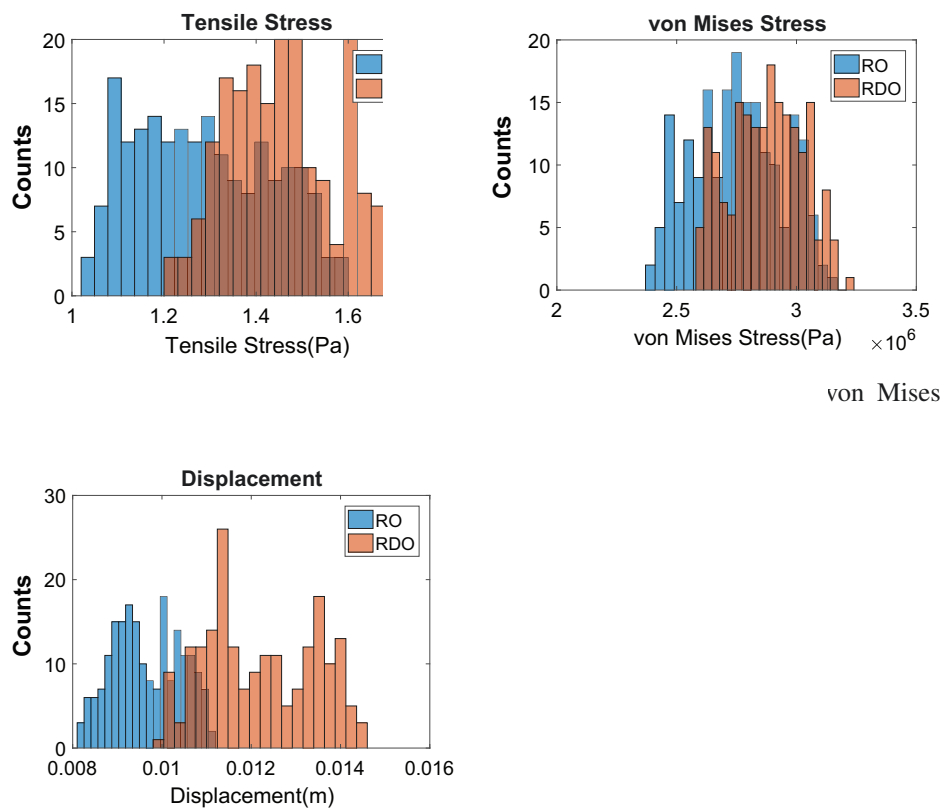 Tensile Stress
20
15
10
5
0
Counts
1 1.2 1.4 1.6
Tensile Stress(Pa)
von Mises Stress
20
15
10
5
0
Counts
RO
RDO
2 2.5 3 3.5
von Mises Stress(Pa) ×10^6
von Mises
Displacement
30
20
10
0
Counts
RO
RDO
0.008 0.01 0.012 0.014 0.016
Displacement(m)